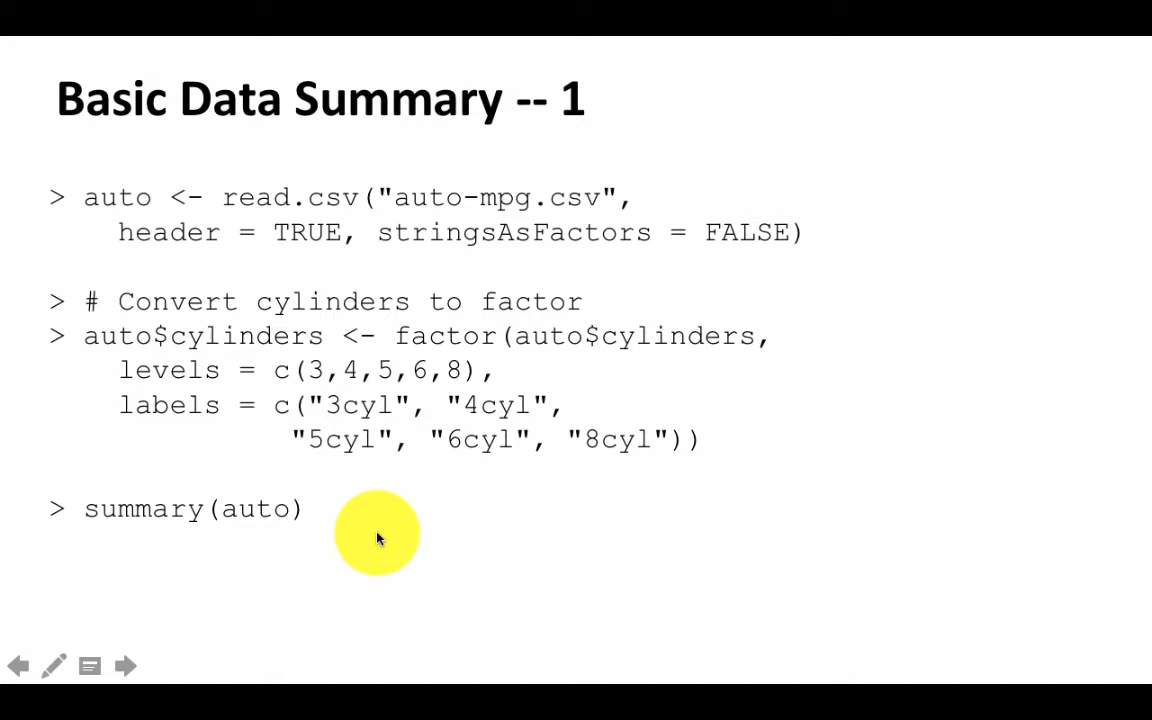 Basic Data Summary -- 1
> auto <- read.csv("auto-mpg.csv",
header = TRUE, stringsAsFactors = FALSE)
> # Convert cylinders to factor
> auto$cylinders <- factor(auto$cylinders,
levels = c(3,4,5,6,8),
labels = c("3cyl", "4cyl",
"5cyl", "6cyl", "8cyl"))
> summary(auto)